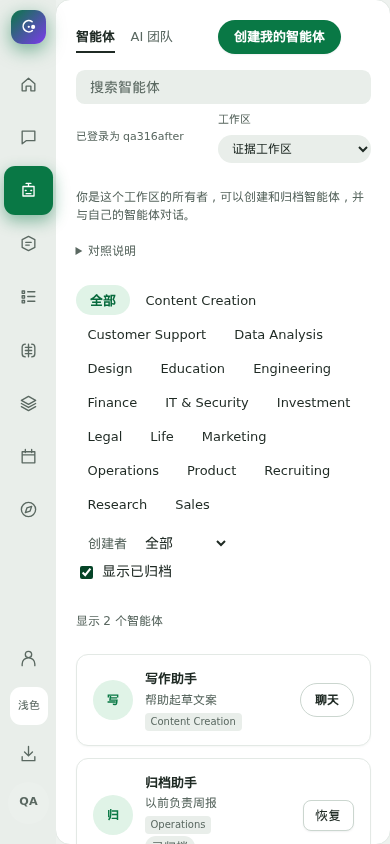 智能体 AI 团队 创建我的智能体
搜索智能体
已登录为 qa316after
工作区
证据工作区
你是这个工作区的所有者，可以创建和归档智能体，并
与自己的智能体对话。
对照说明
全部 Content Creation
Customer Support Data Analysis
Design Education Engineering
Finance IT & Security Investment
Legal Life Marketing
Operations Product Recruiting
Research Sales
创建者 全部
显示已归档
显示 2 个智能体
写 写作助手
帮助起草文案
Content Creation
聊天
归 归档助手
以前负责周报
Operations
已归档
恢复
浅色
QA